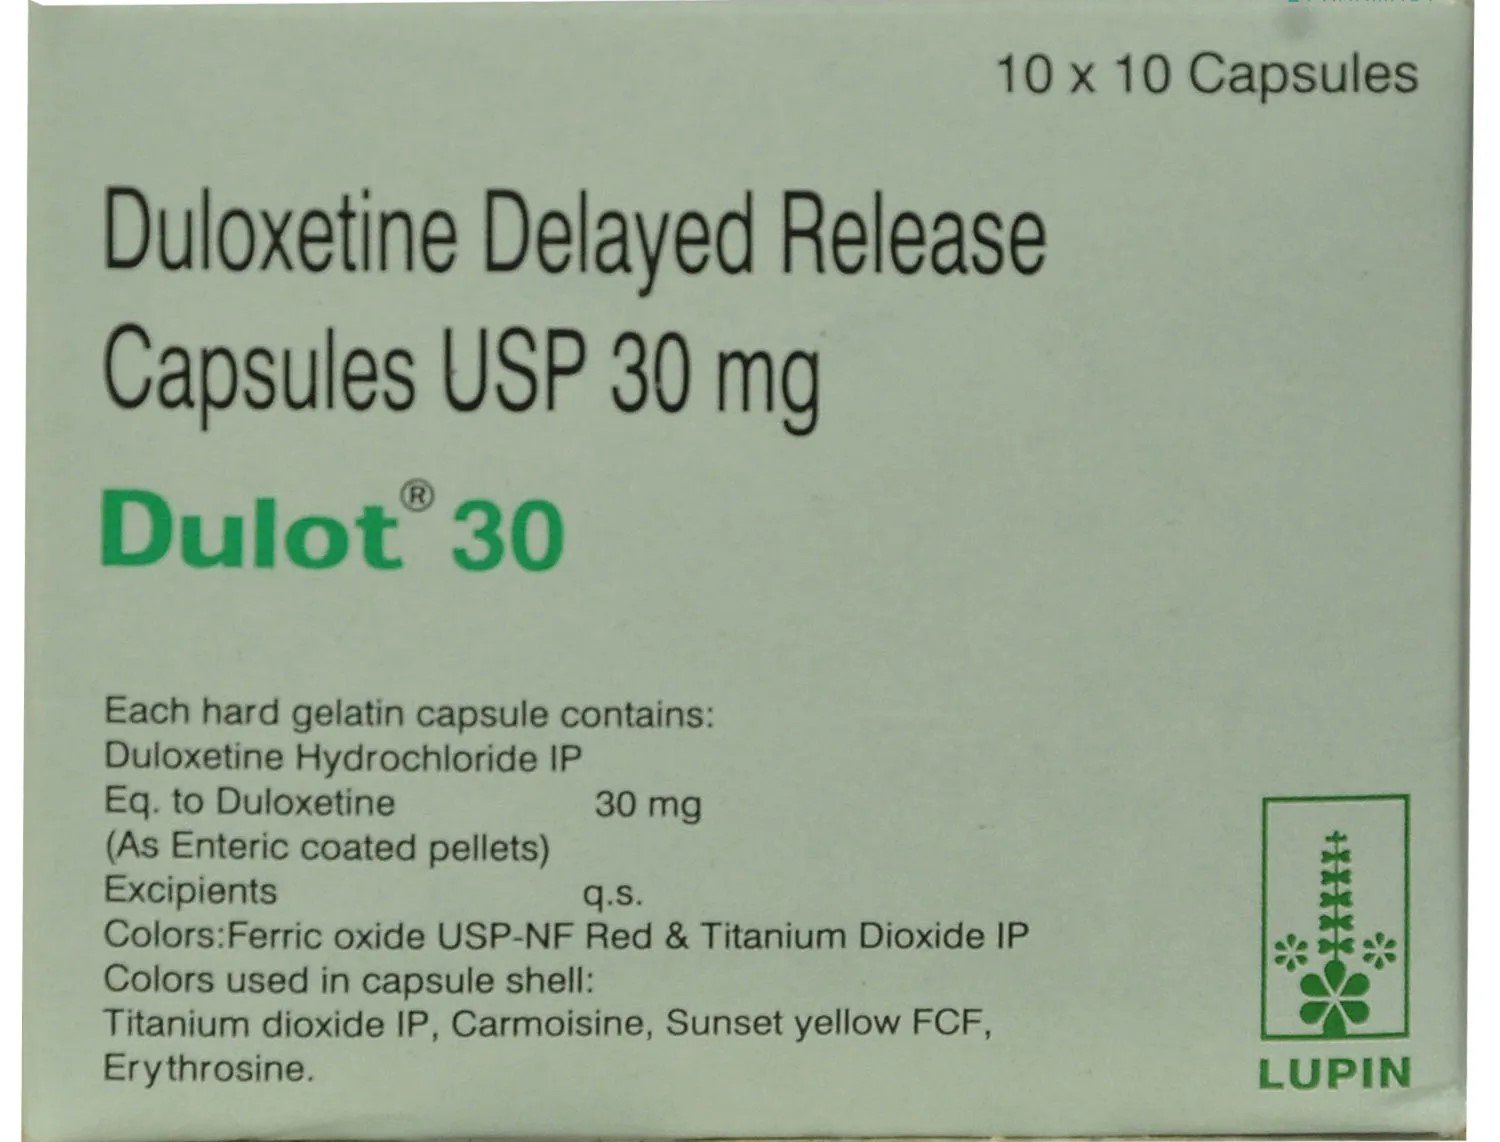 10 x 10 Capsules
Duloxetine Delayed Release
Capsules USP 30 mg
Dulot® 30
Each hard gelatin capsule contains:
Duloxetine Hydrochloride IP
Eq. to Duloxetine 30 mg
(As Enteric coated pellets)
Excipients q.s.
Colors:Ferric oxide USP-NF Red & Titanium Dioxide IP
Colors used in capsule shell:
Titanium dioxide IP, Carmoisine, Sunset yellow FCF,
Erythrosine.
LUPIN